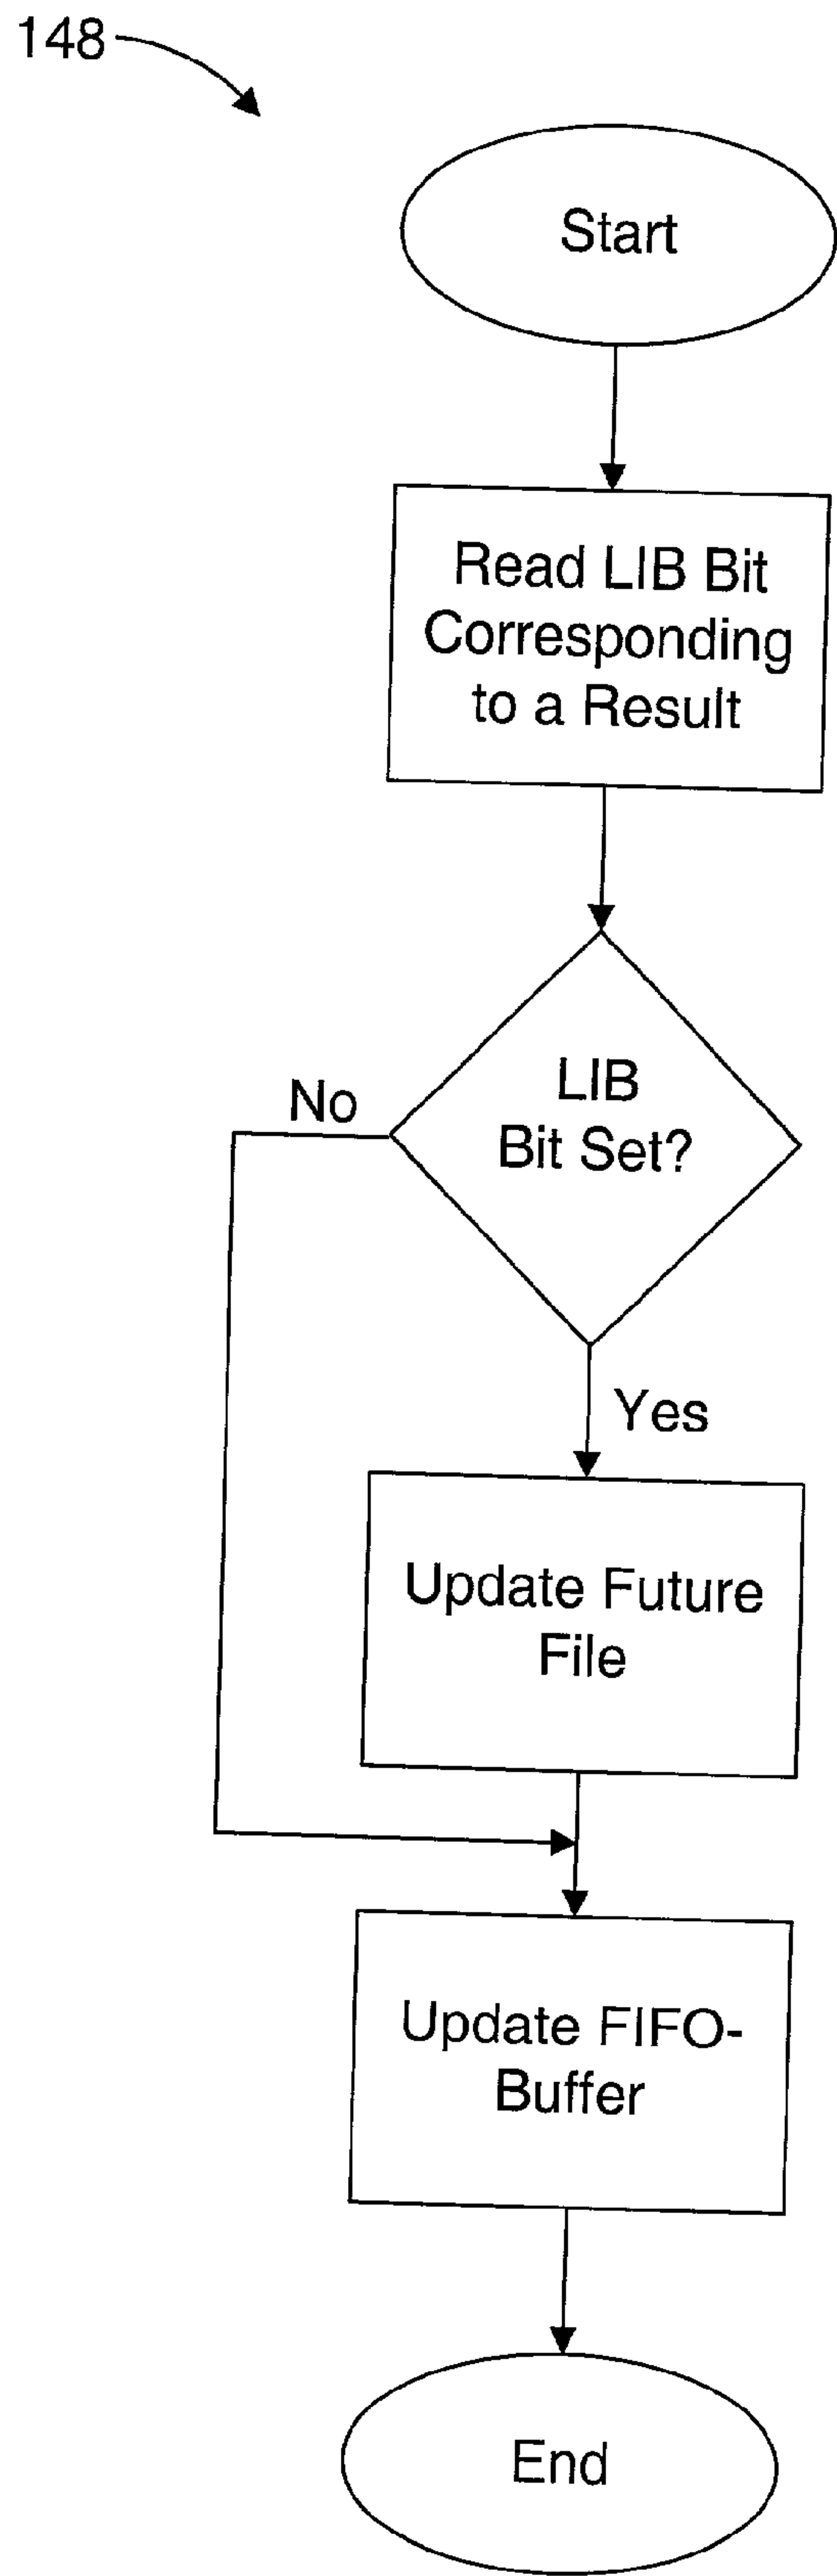 148
Start
Read LIB Bit
Corresponding
to a Result
LIB
Bit Set?
No
Yes
Update Future
File
Update FIFO-
Buffer
End